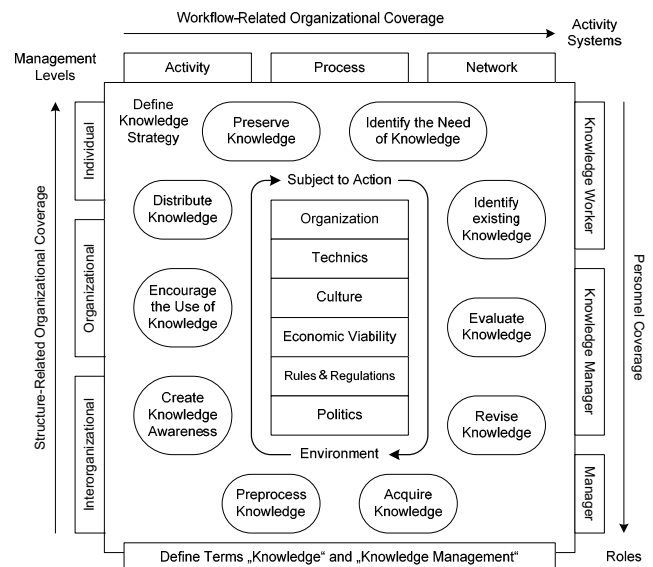 Workflow-Related Organizational Coverage
Activity
Systems
Management
Levels
Activity
Process
Network
Define
Knowledge
Strategy
Preserve
Knowledge
Identify the Need
of Knowledge
Individual
Organizational
Interorganizational
Structure-Related Organizational Coverage
Distribute
Knowledge
Encourage
the Use of
Knowledge
Create
Knowledge
Awareness
Subject to Action
Organization
Technics
Culture
Economic Viability
Rules & Regulations
Politics
Environment
Identify
existing
Knowledge
Evaluate
Knowledge
Revise
Knowledge
Preprocess
Knowledge
Acquire
Knowledge
Knowledge Worker
Knowledge Manager
Manager
Personnel Coverage
Define Terms „Knowledge“ and „Knowledge Management“
Roles